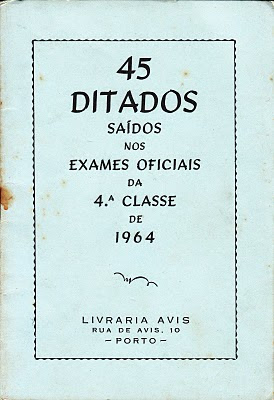 45
DITADOS
SAÍDOS
NOS
EXAMES OFICIAIS
DA
4.ª CLASSE
DE
1964
LIVRARIA AVIS
RUA DE AVIS, 10
– PORTO –